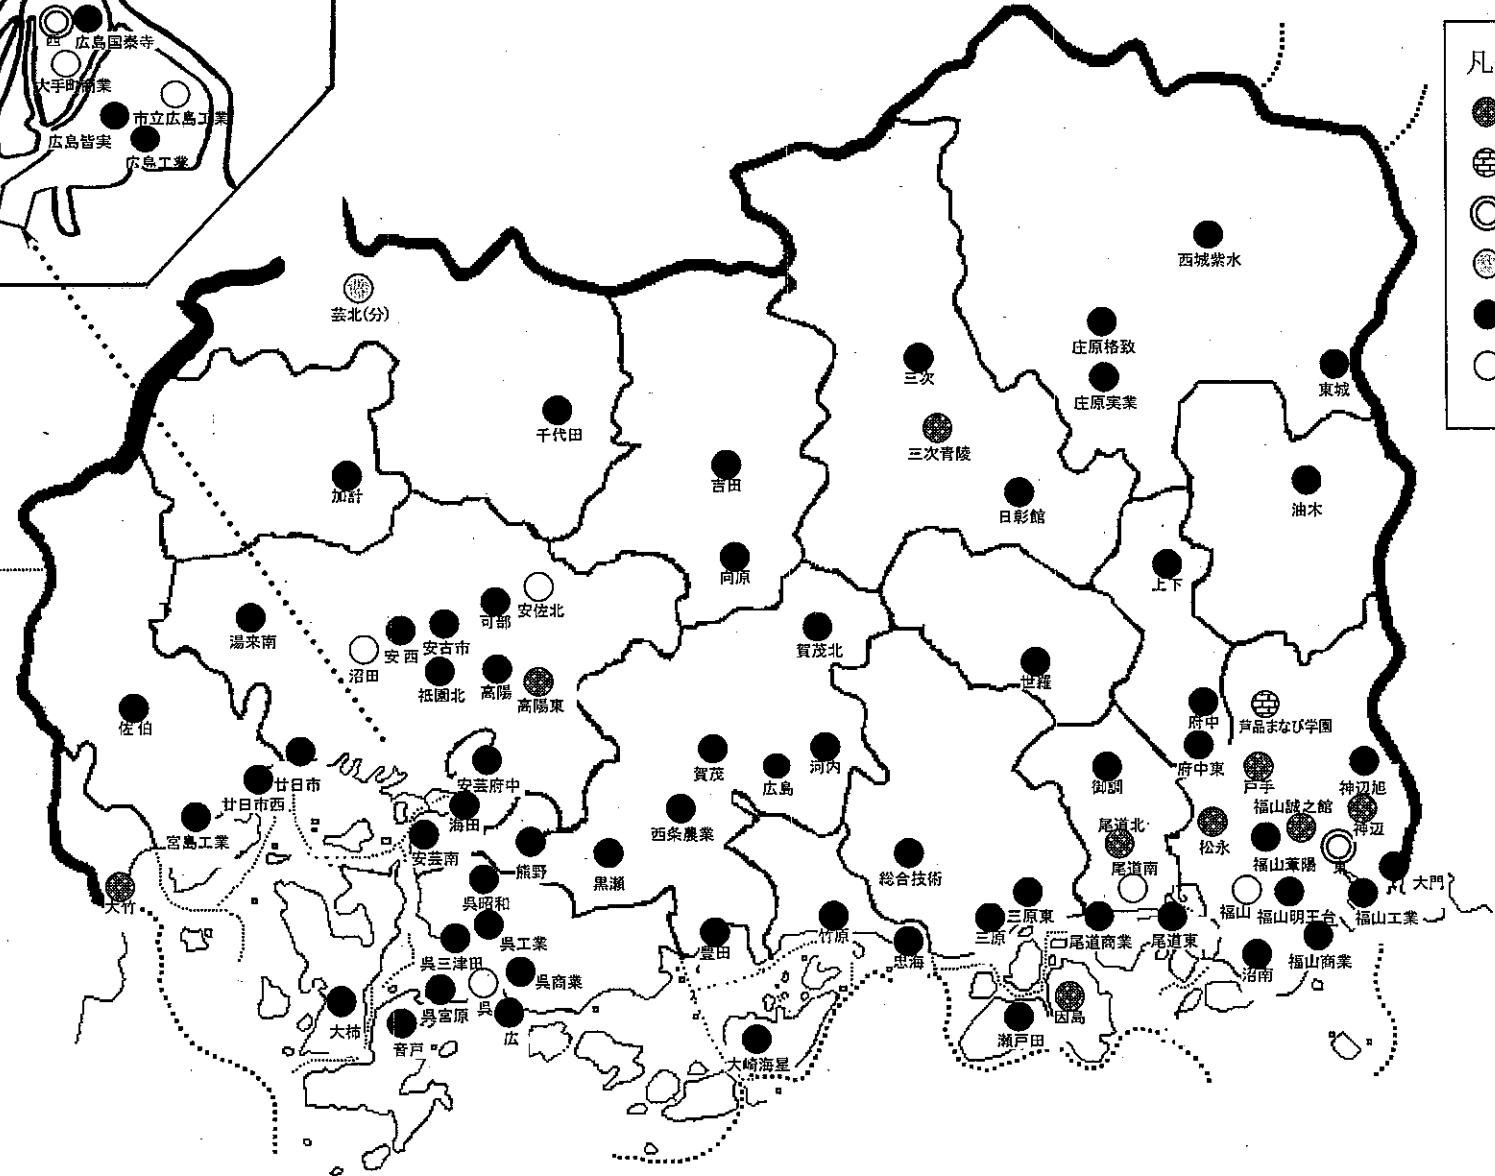 西
広島国泰寺
大手町商業
市立広島工業
広島皆実
広島工業
凡
芸北(分)
西城紫水
庄原格致
三次
庄原実業
東城
千代田
三次青陵
加計
吉田
日彰館
油木
向原
上下
安佐北
可部
湯来南
安西
安古市
沼田
祇園北
高陽
高陽東
賀茂北
世羅
佐伯
府中
芦品まなび学園
府中東
戸手
神辺旭
廿日市
廿日市西
安芸府中
賀茂
広島
河内
御調
福山誠之館
神辺
宮島工業
海田
安芸南
西条農業
尾道北
松永
福山葦陽
東
熊野
黒瀬
総合技術
尾道南
大門
大竹
呉昭和
三原東
三原
尾道商業
尾道東
福山
福山明王台
福山工業
呉工業
豊田
竹原
忠海
沼南
福山商業
呉三津田
呉商業
大柿
呉宮原
呉
広
音戸
因島
瀬戸田
大崎海星